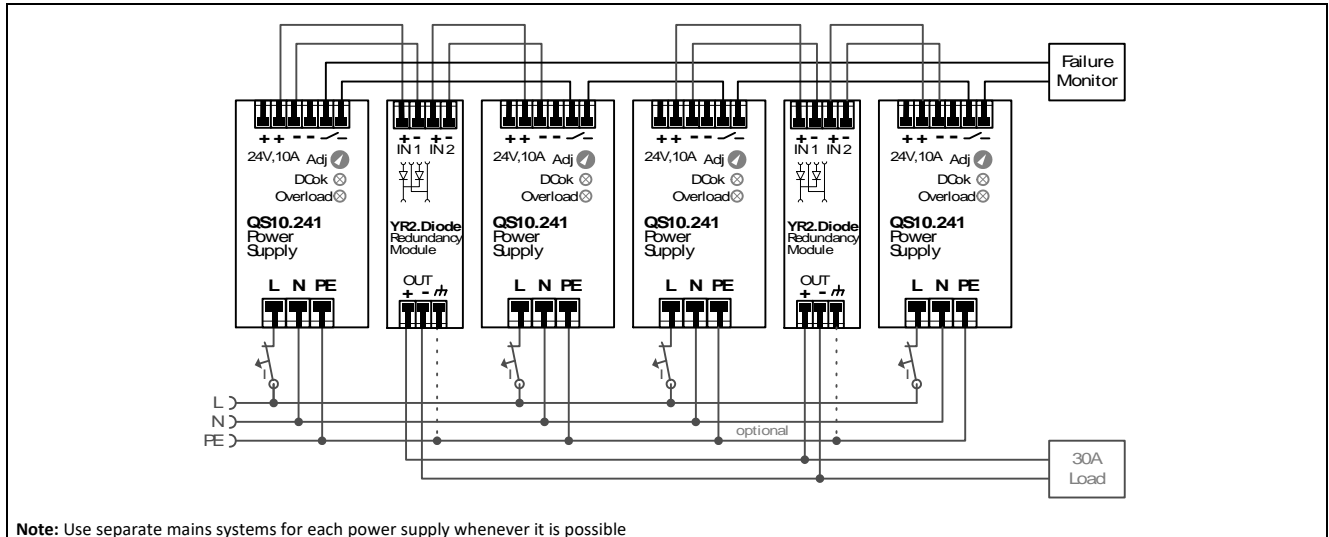 Failure
Monitor
+ + - -
24V,10A Adj
DCok
Overload
QS10.241
Power
Supply
L N PE
+ - + -
IN 1 IN 2
YR2.Diode
Redundancy
Module
OUT
+ -
+ + - -
24V,10A Adj
DCok
Overload
QS10.241
Power
Supply
L N PE
+ + - -
24V,10A Adj
DCok
Overload
QS10.241
Power
Supply
L N PE
+ - + -
IN 1 IN 2
YR2.Diode
Redundancy
Module
OUT
+ -
+ + - -
24V,10A Adj
DCok
Overload
QS10.241
Power
Supply
L N PE
I
I
I
I
L
N
PE
optional
30A
Load
Note: Use separate mains systems for each power supply whenever it is possible